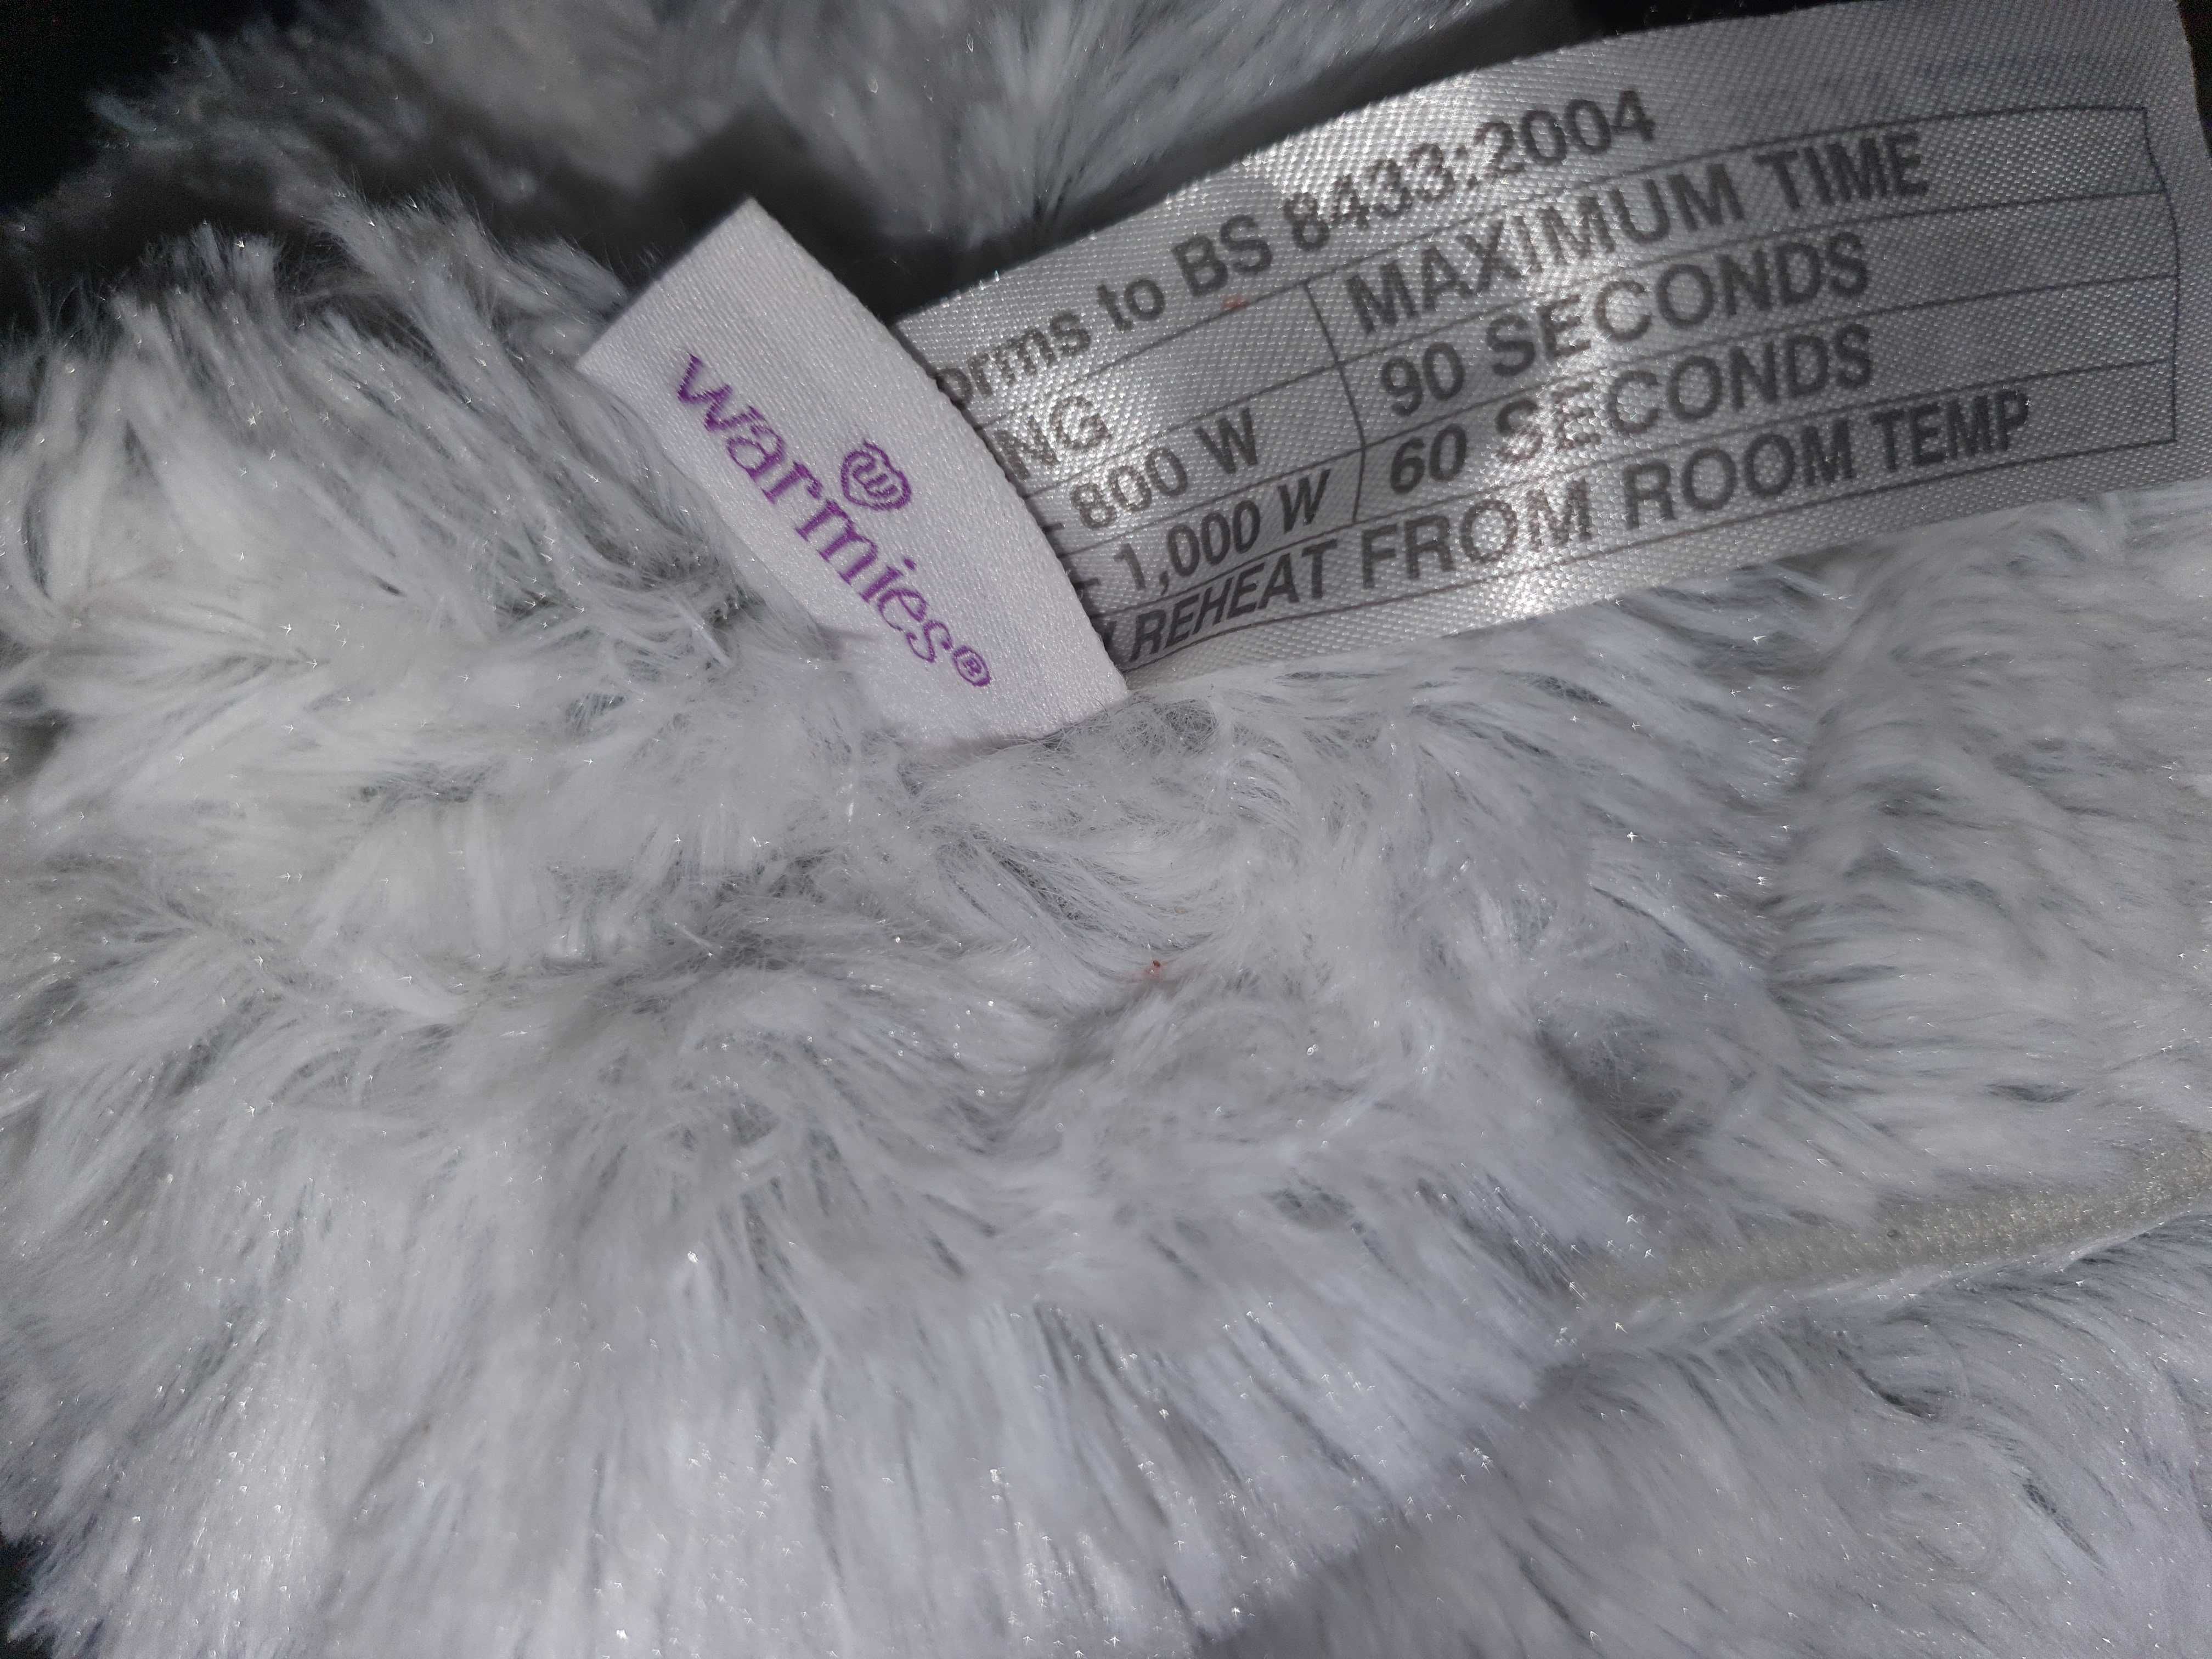 warmies®
orms to BS 8433:2004
NG MAXIMUM TIME
- 800 W 90 SECONDS
- 1,000 W 60 SECONDS
REHEAT FROM ROOM TEMP